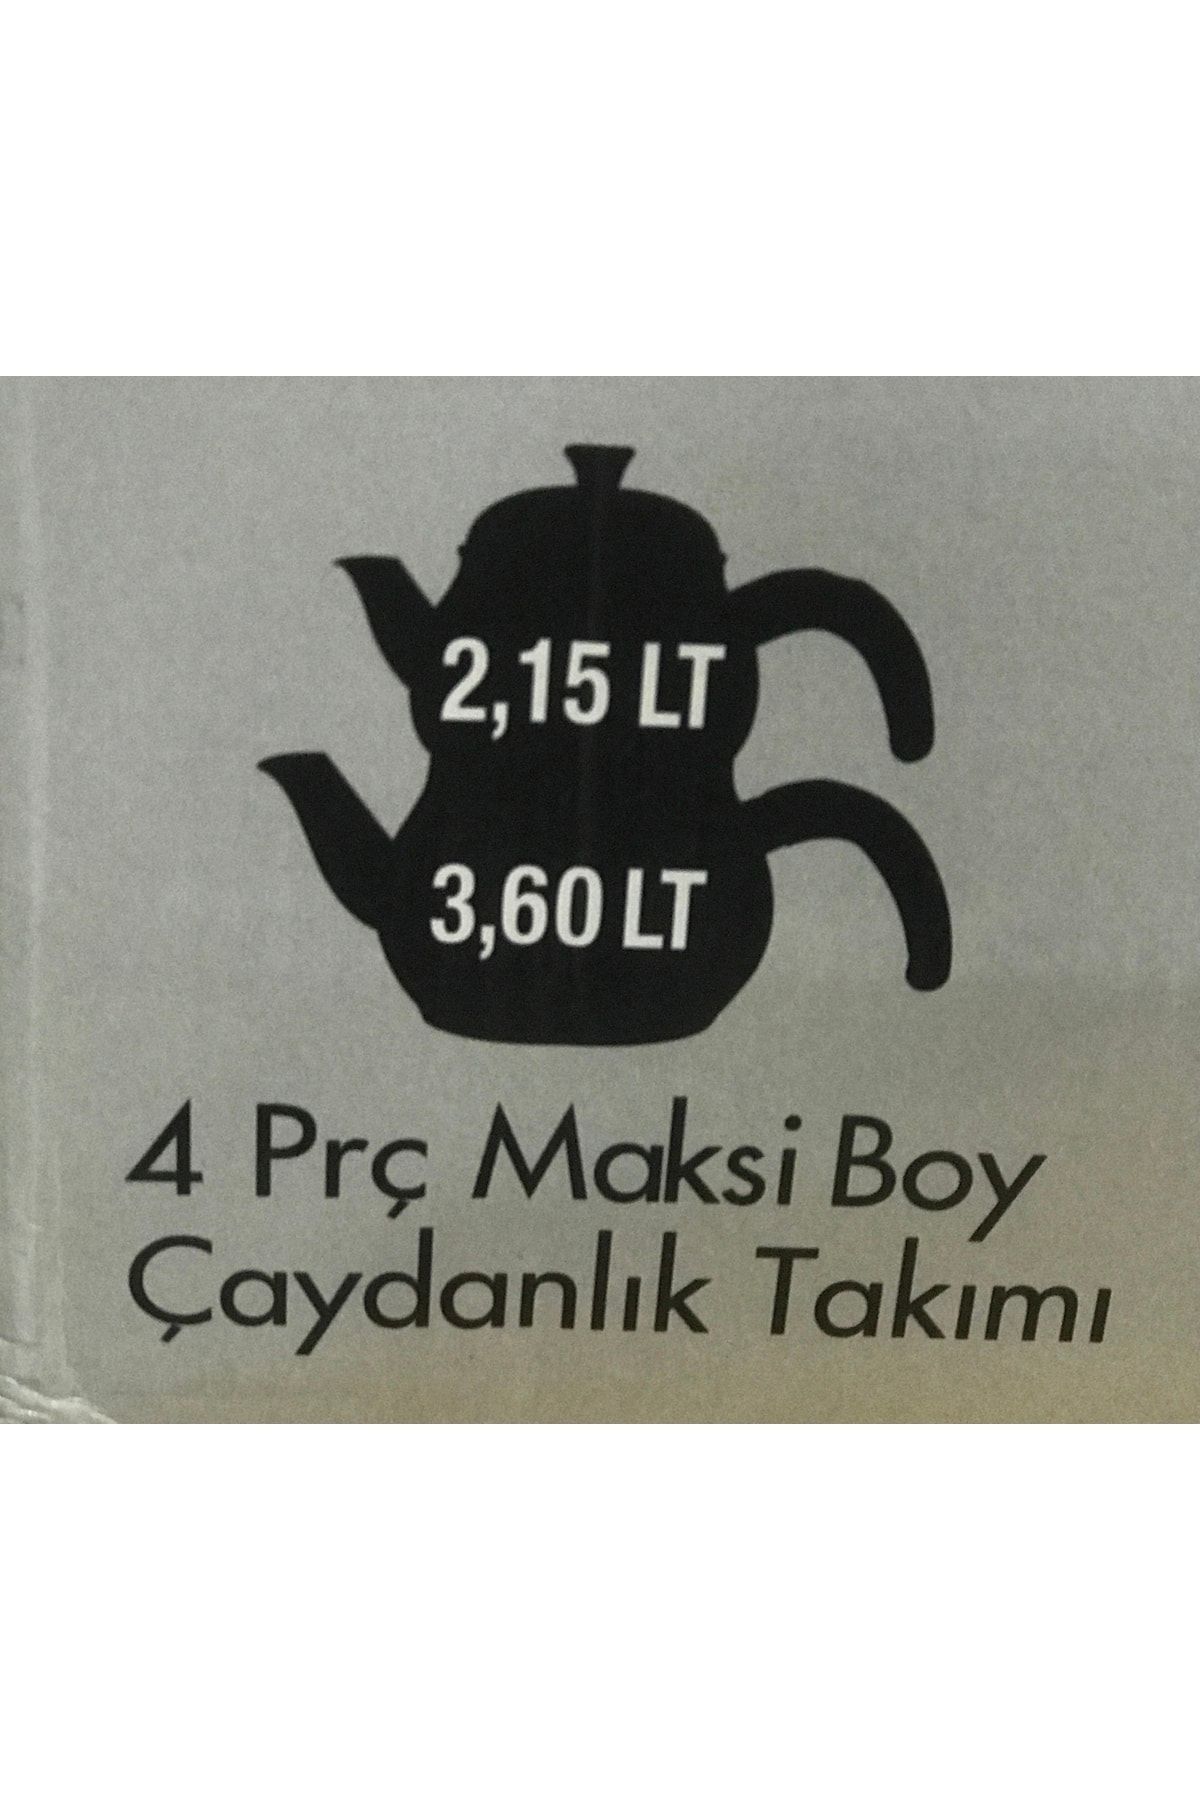 2,15 LT
3,60 LT
4 Prç Maksi Boy
Çaydanlık Takımı